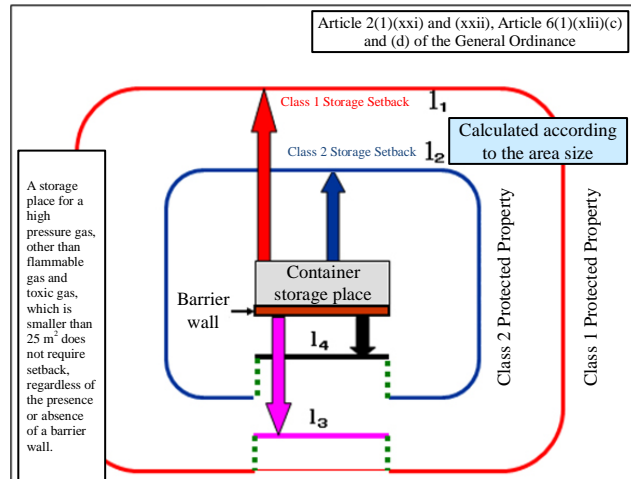 Article 2(1)(xxi) and (xxii), Article 6(1)(xlii)(c)
and (d) of the General Ordinance
Class 1 Storage Setback l₁
Class 2 Storage Setback l₂
Calculated according
to the area size
A storage
place for a
high
pressure gas,
other than
flammable
gas and
toxic gas,
which is
smaller than
25 m² does
not require
setback,
regardless of
the presence
or absence
of a barrier
wall.
Container
storage place
Barrier
wall
l₄
l₃
Class 2 Protected Property
Class 1 Protected Property